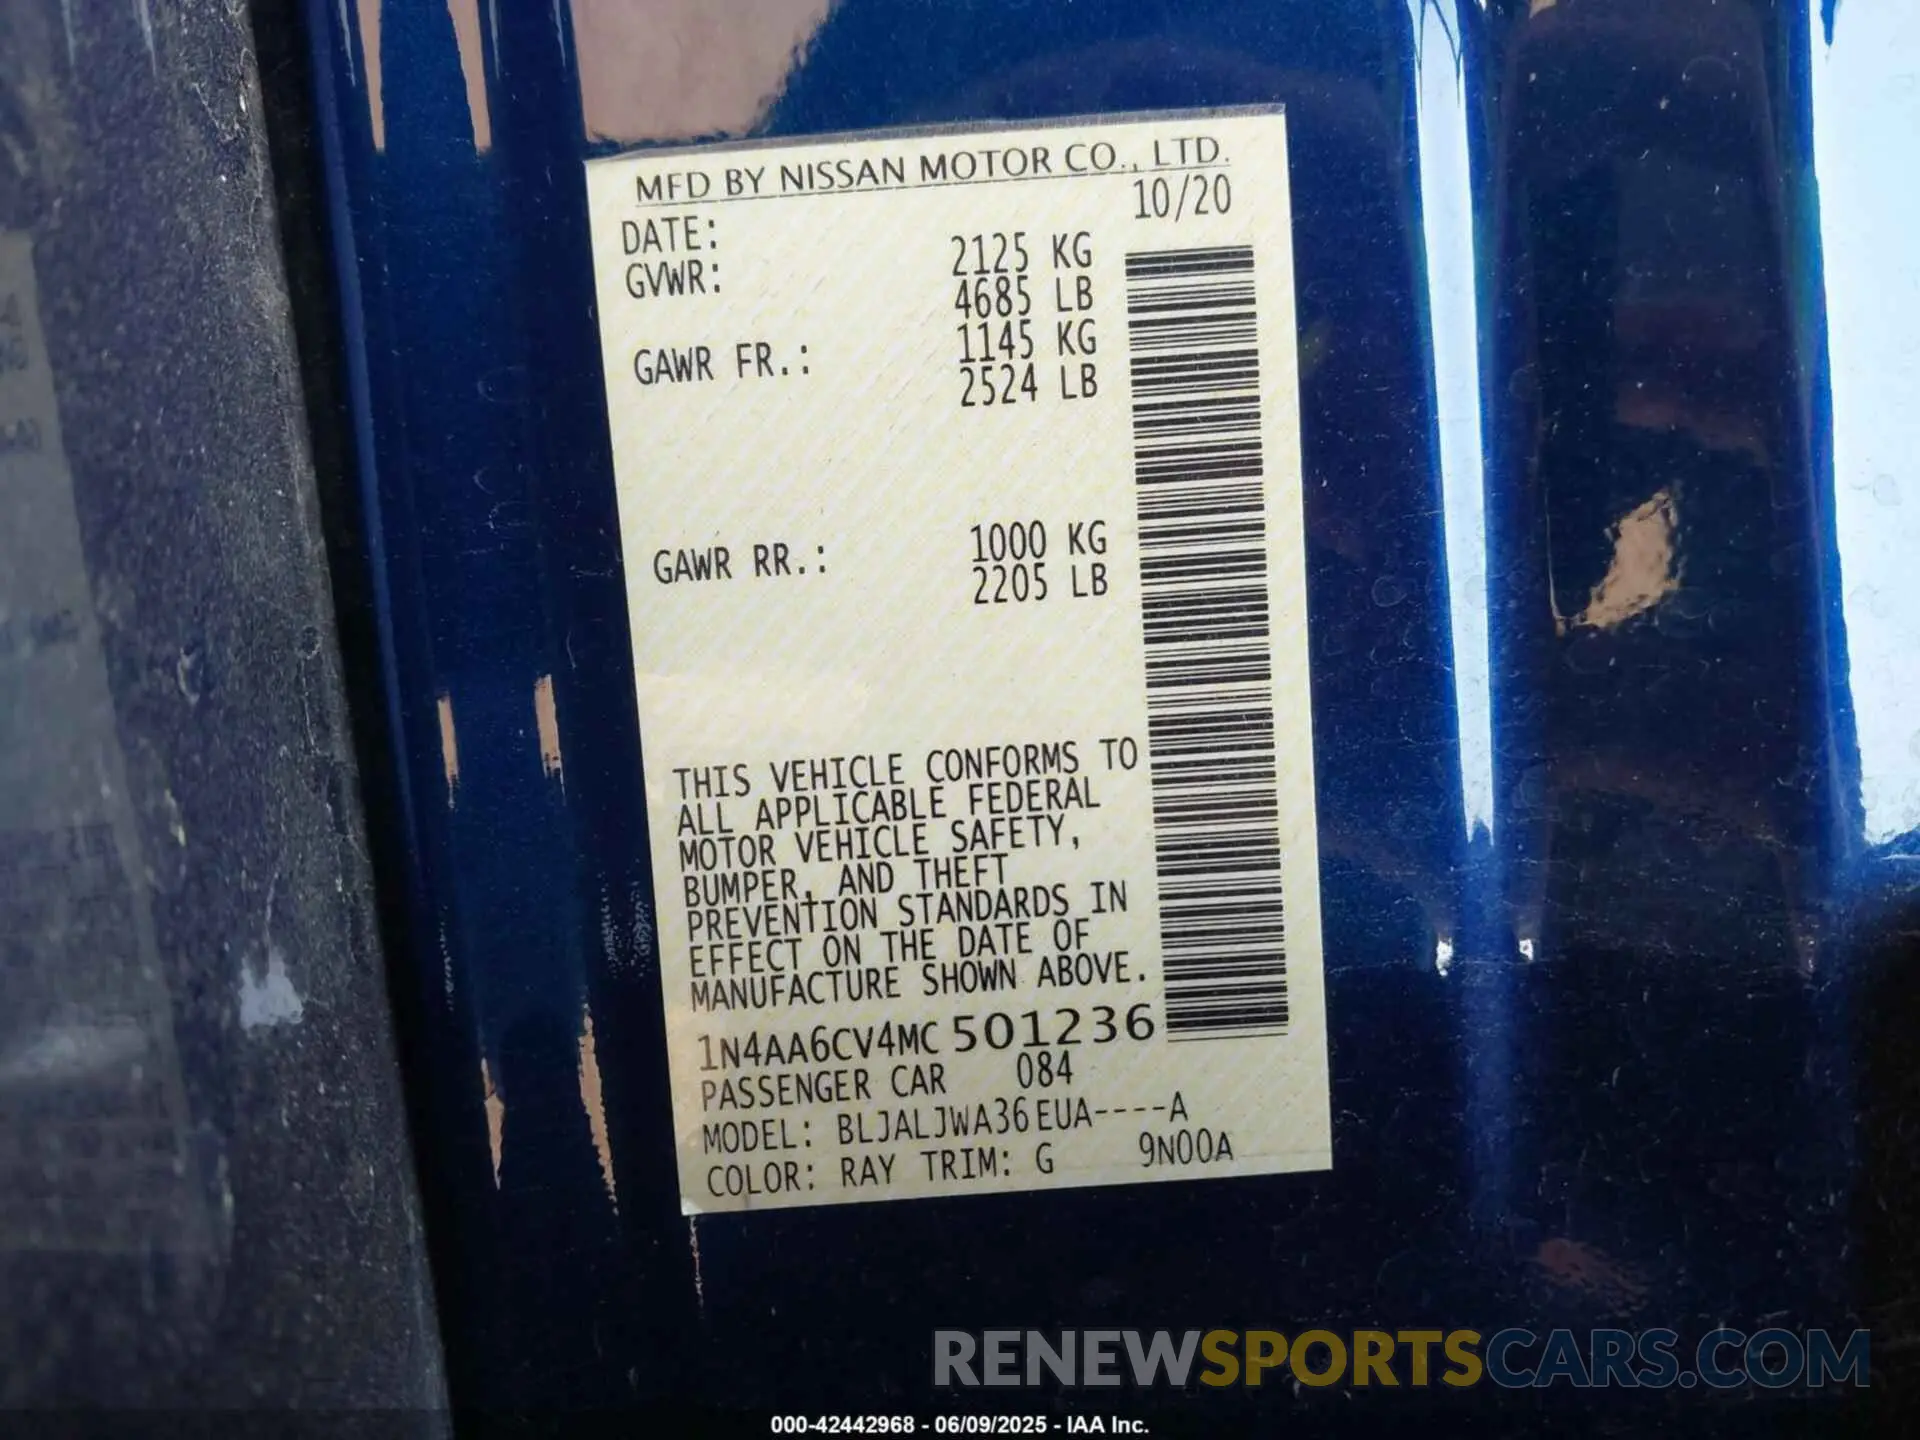 MFD BY NISSAN MOTOR CO., LTD.
DATE: 10/20
GVWR: 2125 KG
4685 LB
GAWR FR.: 1145 KG
2524 LB
GAWR RR.: 1000 KG
2205 LB
THIS VEHICLE CONFORMS TO
ALL APPLICABLE FEDERAL
MOTOR VEHICLE SAFETY,
BUMPER, AND THEFT
PREVENTION STANDARDS IN
EFFECT ON THE DATE OF
MANUFACTURE SHOWN ABOVE.
1N4AA6CV4MC501236
PASSENGER CAR 084
MODEL: BLJALJWA36EUA----A
COLOR: RAY TRIM: G 9N00A
RENEWSPORTSCARS.COM
000-42442968 - 06/09/2025 - IAA Inc.